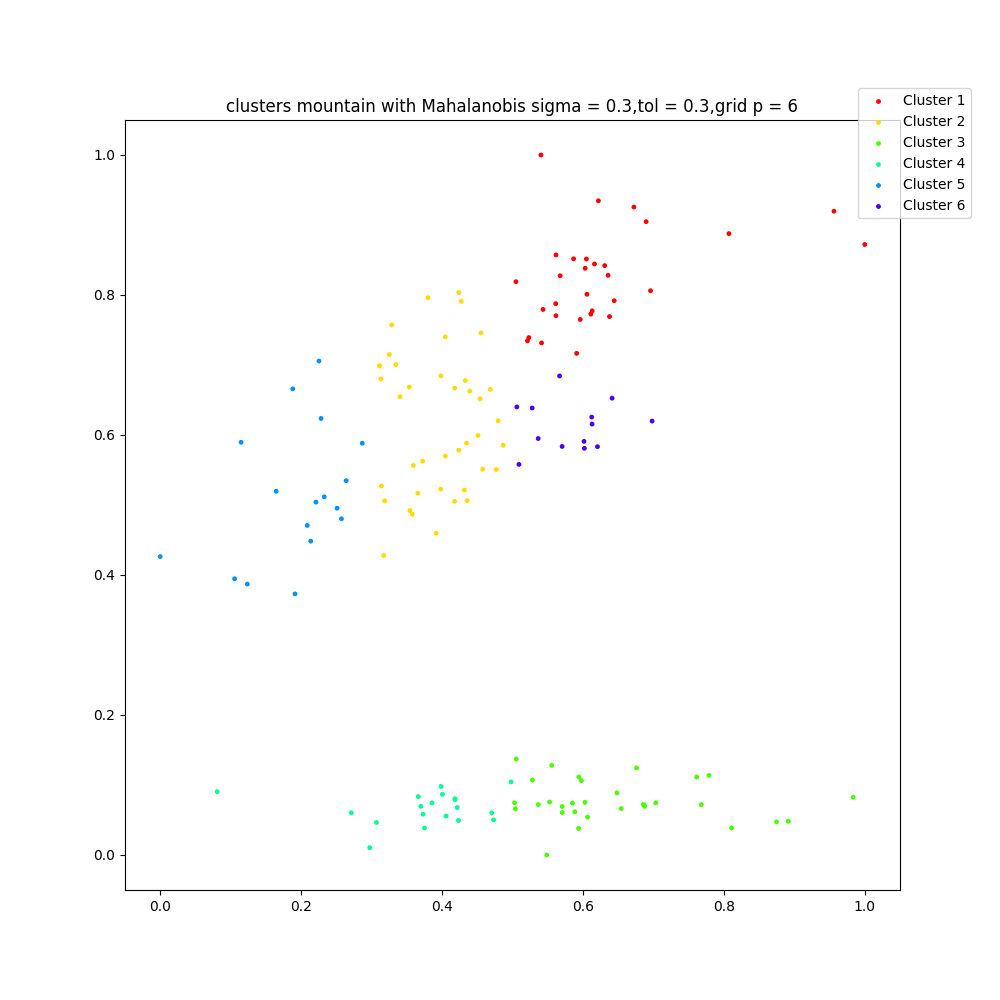 clusters mountain with Mahalanobis sigma = 0.3,tol = 0.3,grid p = 6
Cluster 1
Cluster 2
Cluster 3
Cluster 4
Cluster 5
Cluster 6
1.0
0.8
0.6
0.4
0.2
0.0
0.0 0.2 0.4 0.6 0.8 1.0